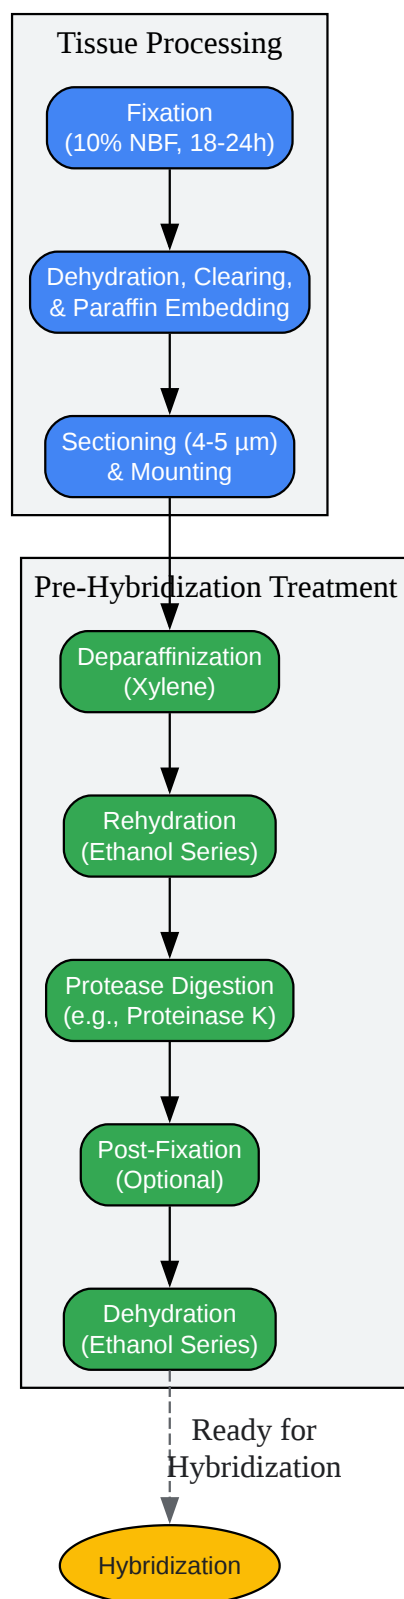 Tissue Processing
Fixation
(10% NBF, 18-24h)
Dehydration, Clearing,
& Paraffin Embedding
Sectioning (4-5 µm)
& Mounting
Pre-Hybridization Treatment
Deparaffinization
(Xylene)
Rehydration
(Ethanol Series)
Protease Digestion
(e.g., Proteinase K)
Post-Fixation
(Optional)
Dehydration
(Ethanol Series)
Ready for
Hybridization
Hybridization